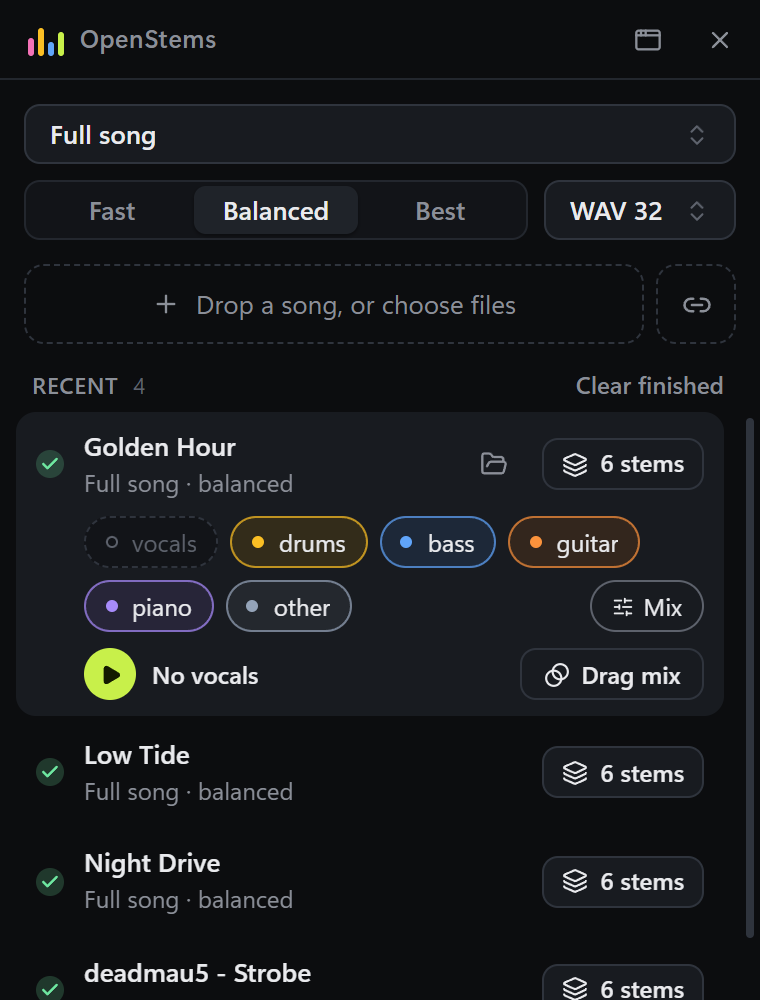 OpenStems
Full song
Fast Balanced Best WAV 32
Drop a song, or choose files
RECENT 4 Clear finished
Golden Hour
Full song · balanced
6 stems
vocals drums bass guitar
piano other Mix
No vocals Drag mix
Low Tide
Full song · balanced
6 stems
Night Drive
Full song · balanced
6 stems
deadmau5 - Strobe
6 stems